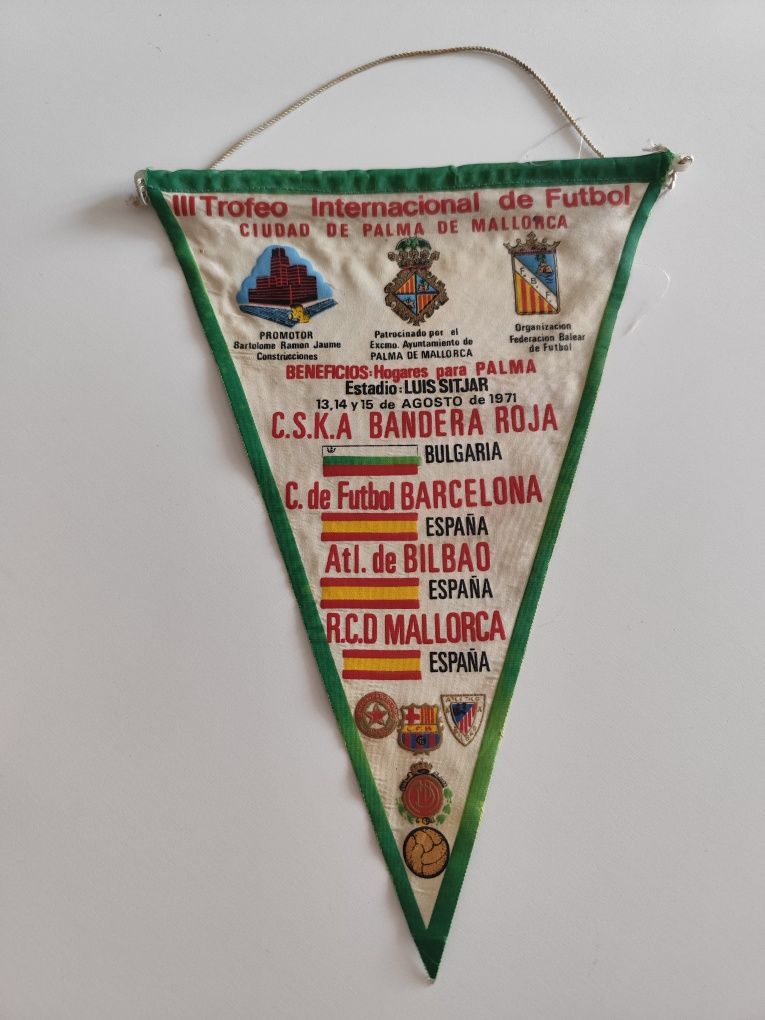 III Trofeo Internacional de Futbol
CIUDAD DE PALMA DE MALLORCA
F.B.F.
PROMOTOR
Bartolome Ramon Jaume
Construcciones
Patrocinado por el
Excmo. Ayuntamiento de
PALMA DE MALLORCA
Organizacion
Federacion Balear
de Futbol
BENEFICIOS: Hogares para PALMA
Estadio: LUIS SITJAR
13, 14 y 15 de AGOSTO de 1971
C.S.K.A BANDERA ROJA
BULGARIA
C. de Futbol BARCELONA
ESPAÑA
Atl. de BILBAO
ESPAÑA
R.C.D MALLORCA
ESPAÑA